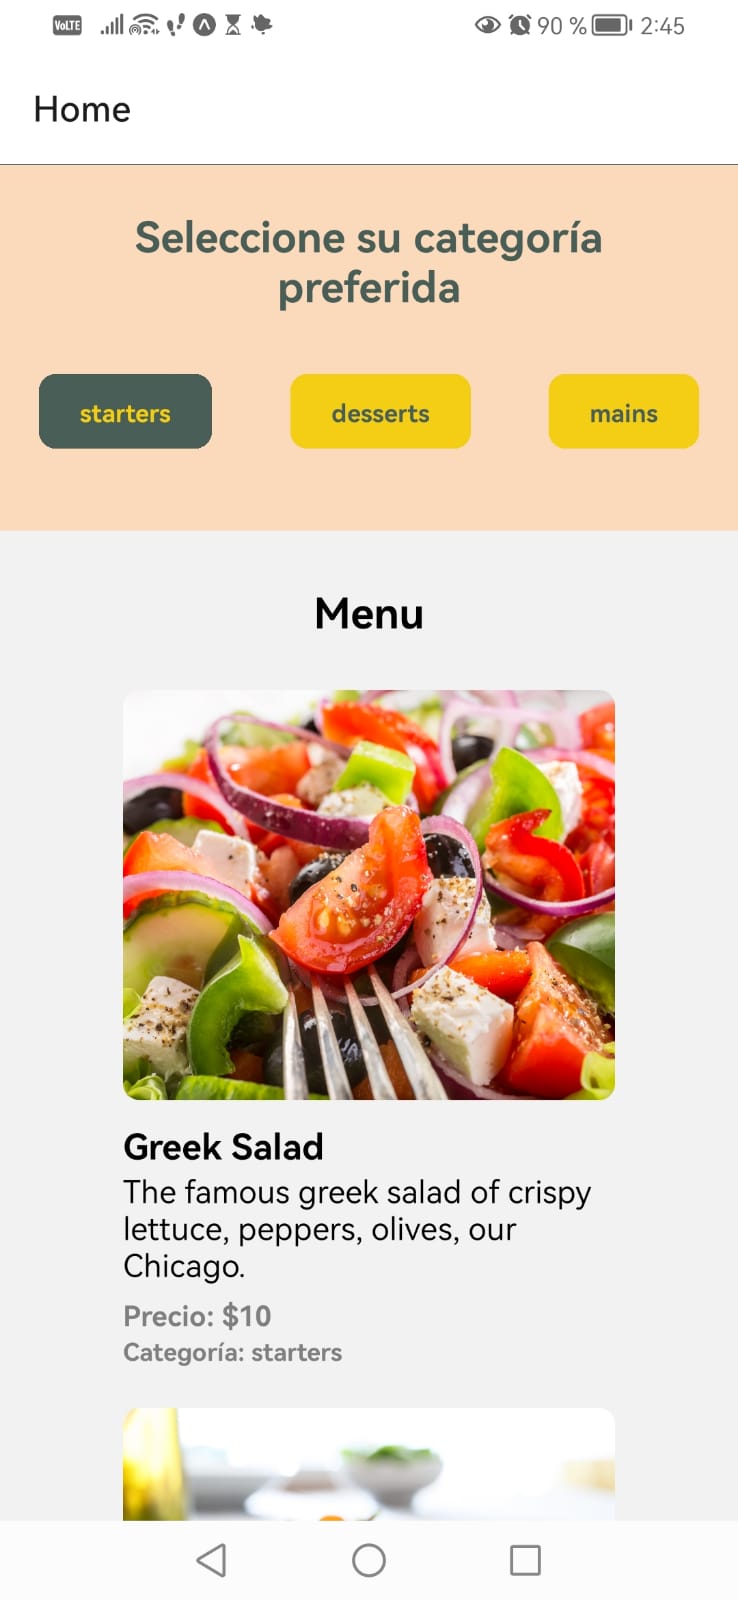 VoLTE 90 % 2:45
Home
Seleccione su categoría
preferida
starters desserts mains
Menu
Greek Salad
The famous greek salad of crispy
lettuce, peppers, olives, our
Chicago.
Precio: $10
Categoría: starters